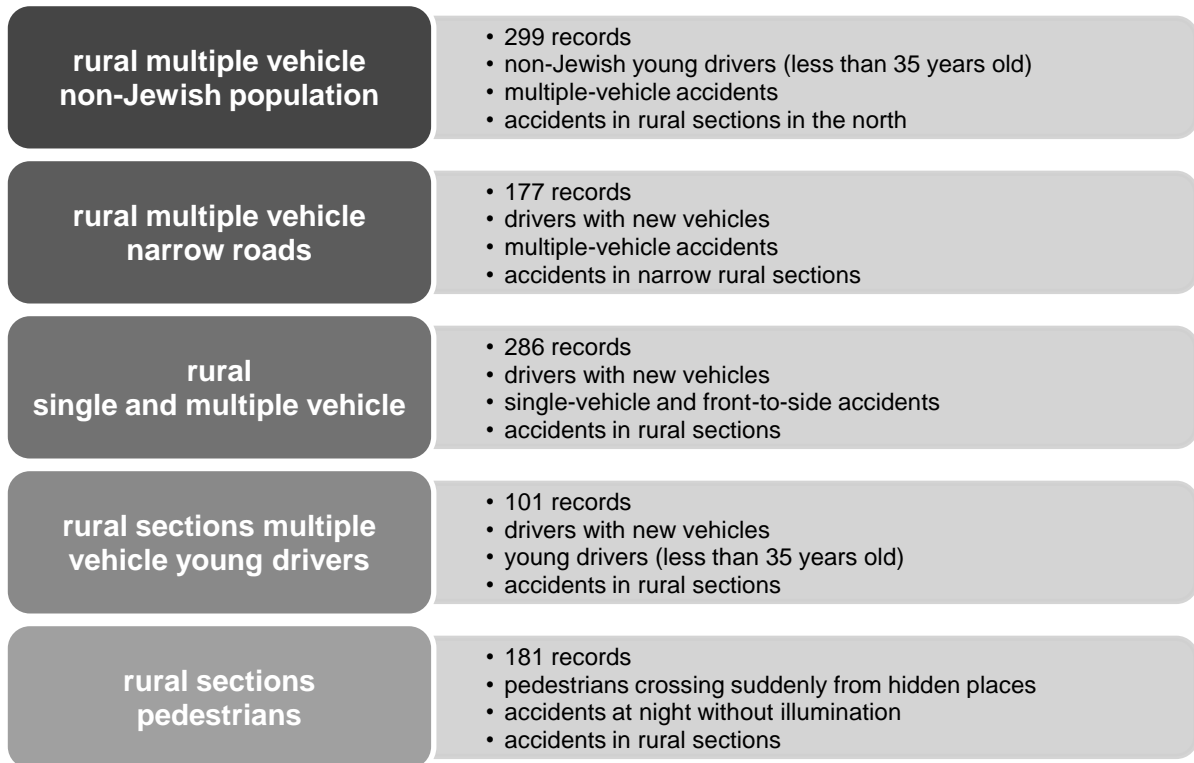 rural multiple vehicle
non-Jewish population
• 299 records
• non-Jewish young drivers (less than 35 years old)
• multiple-vehicle accidents
• accidents in rural sections in the north
rural multiple vehicle
narrow roads
• 177 records
• drivers with new vehicles
• multiple-vehicle accidents
• accidents in narrow rural sections
rural
single and multiple vehicle
• 286 records
• drivers with new vehicles
• single-vehicle and front-to-side accidents
• accidents in rural sections
rural sections multiple
vehicle young drivers
• 101 records
• drivers with new vehicles
• young drivers (less than 35 years old)
• accidents in rural sections
rural sections
pedestrians
• 181 records
• pedestrians crossing suddenly from hidden places
• accidents at night without illumination
• accidents in rural sections